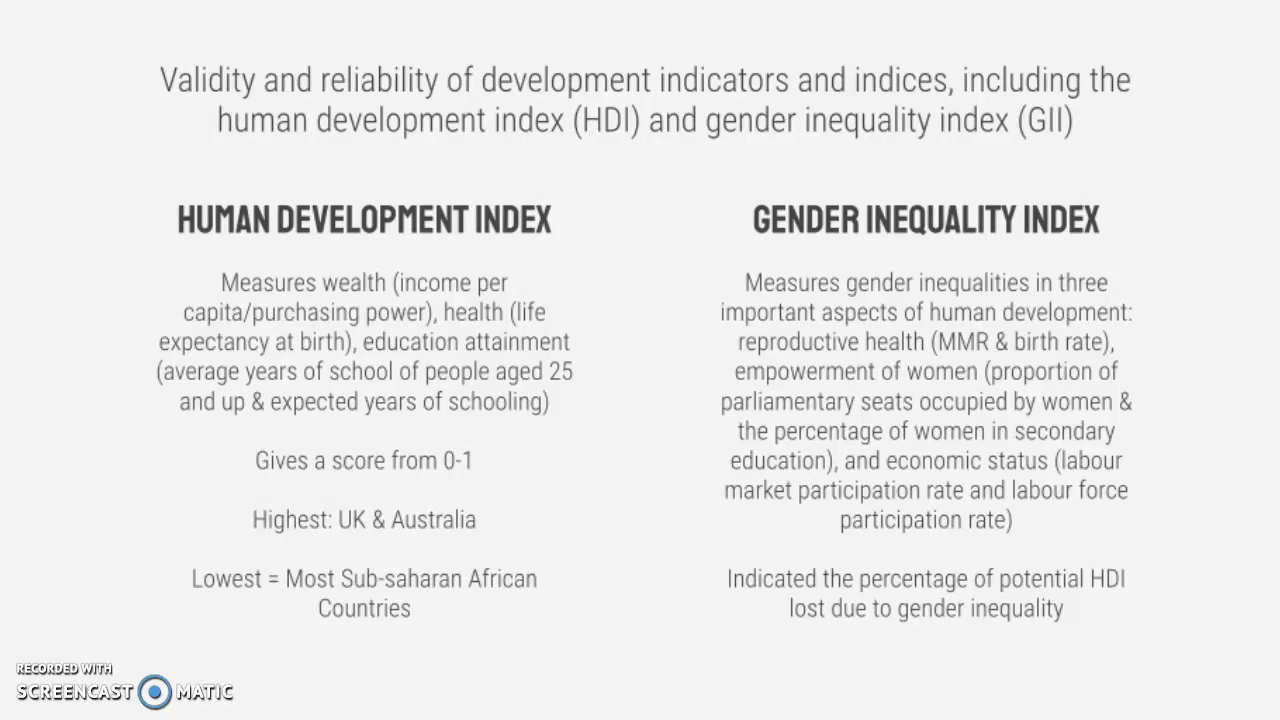 Validity and reliability of development indicators and indices, including the
human development index (HDI) and gender inequality index (GII)
HUMAN DEVELOPMENT INDEX
Measures wealth (income per
capita/purchasing power), health (life
expectancy at birth), education attainment
(average years of school of people aged 25
and up & expected years of schooling)
Gives a score from 0-1
Highest: UK & Australia
Lowest = Most Sub-saharan African
Countries
GENDER INEQUALITY INDEX
Measures gender inequalities in three
important aspects of human development:
reproductive health (MMR & birth rate),
empowerment of women (proportion of
parliamentary seats occupied by women &
the percentage of women in secondary
education), and economic status (labour
market participation rate and labour force
participation rate)
Indicated the percentage of potential HDI
lost due to gender inequality
RECORDED WITH
SCREENCAST MATIC